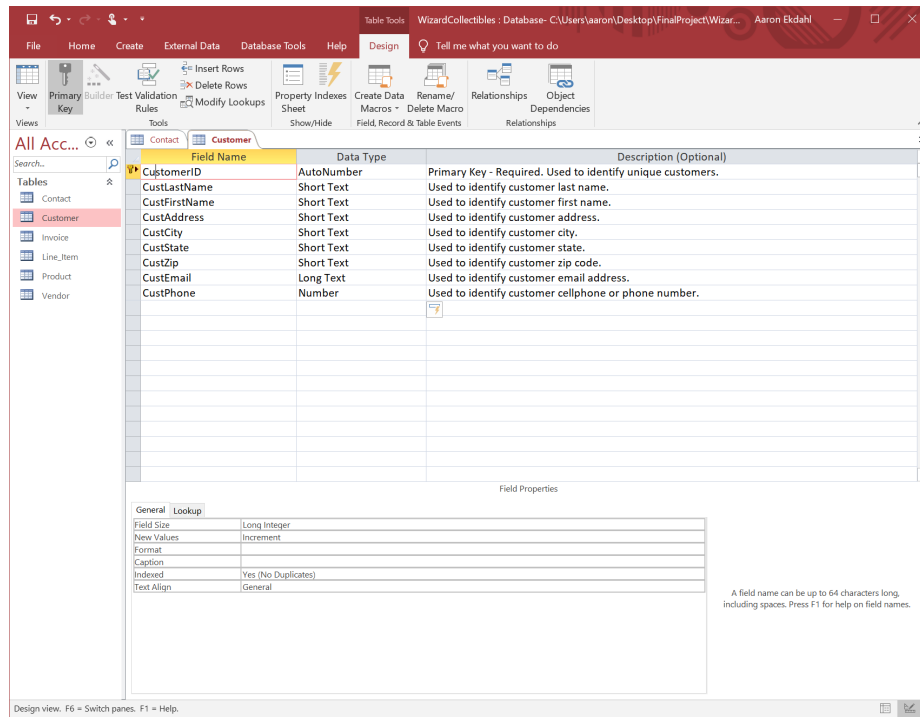 Table Tools WizardCollectibles : Database- C:\Users\aaron\Desktop\FinalProject\Wizar... Aaron Ekdahl
File Home Create External Data Database Tools Help Design Tell me what you want to do
View
Primary Key
Builder
Test Validation Rules
Insert Rows
Delete Rows
Modify Lookups
Property Sheet
Indexes
Create Data Macros
Rename/ Delete Macro
Relationships
Object Dependencies
Views Tools Show/Hide Field, Record & Table Events Relationships
All Acc...
Search...
Tables
Contact
Customer
Invoice
Line_Item
Product
Vendor
Contact Customer
Field Name Data Type Description (Optional)
CustomerID AutoNumber Primary Key - Required. Used to identify unique customers.
CustLastName Short Text Used to identify customer last name.
CustFirstName Short Text Used to identify customer first name.
CustAddress Short Text Used to identify customer address.
CustCity Short Text Used to identify customer city.
CustState Short Text Used to identify customer state.
CustZip Short Text Used to identify customer zip code.
CustEmail Long Text Used to identify customer email address.
CustPhone Number Used to identify customer cellphone or phone number.
Field Properties
General Lookup
Field Size Long Integer
New Values Increment
Format
Caption
Indexed Yes (No Duplicates)
Text Align General
A field name can be up to 64 characters long,
including spaces. Press F1 for help on field names.
Design view. F6 = Switch panes. F1 = Help.